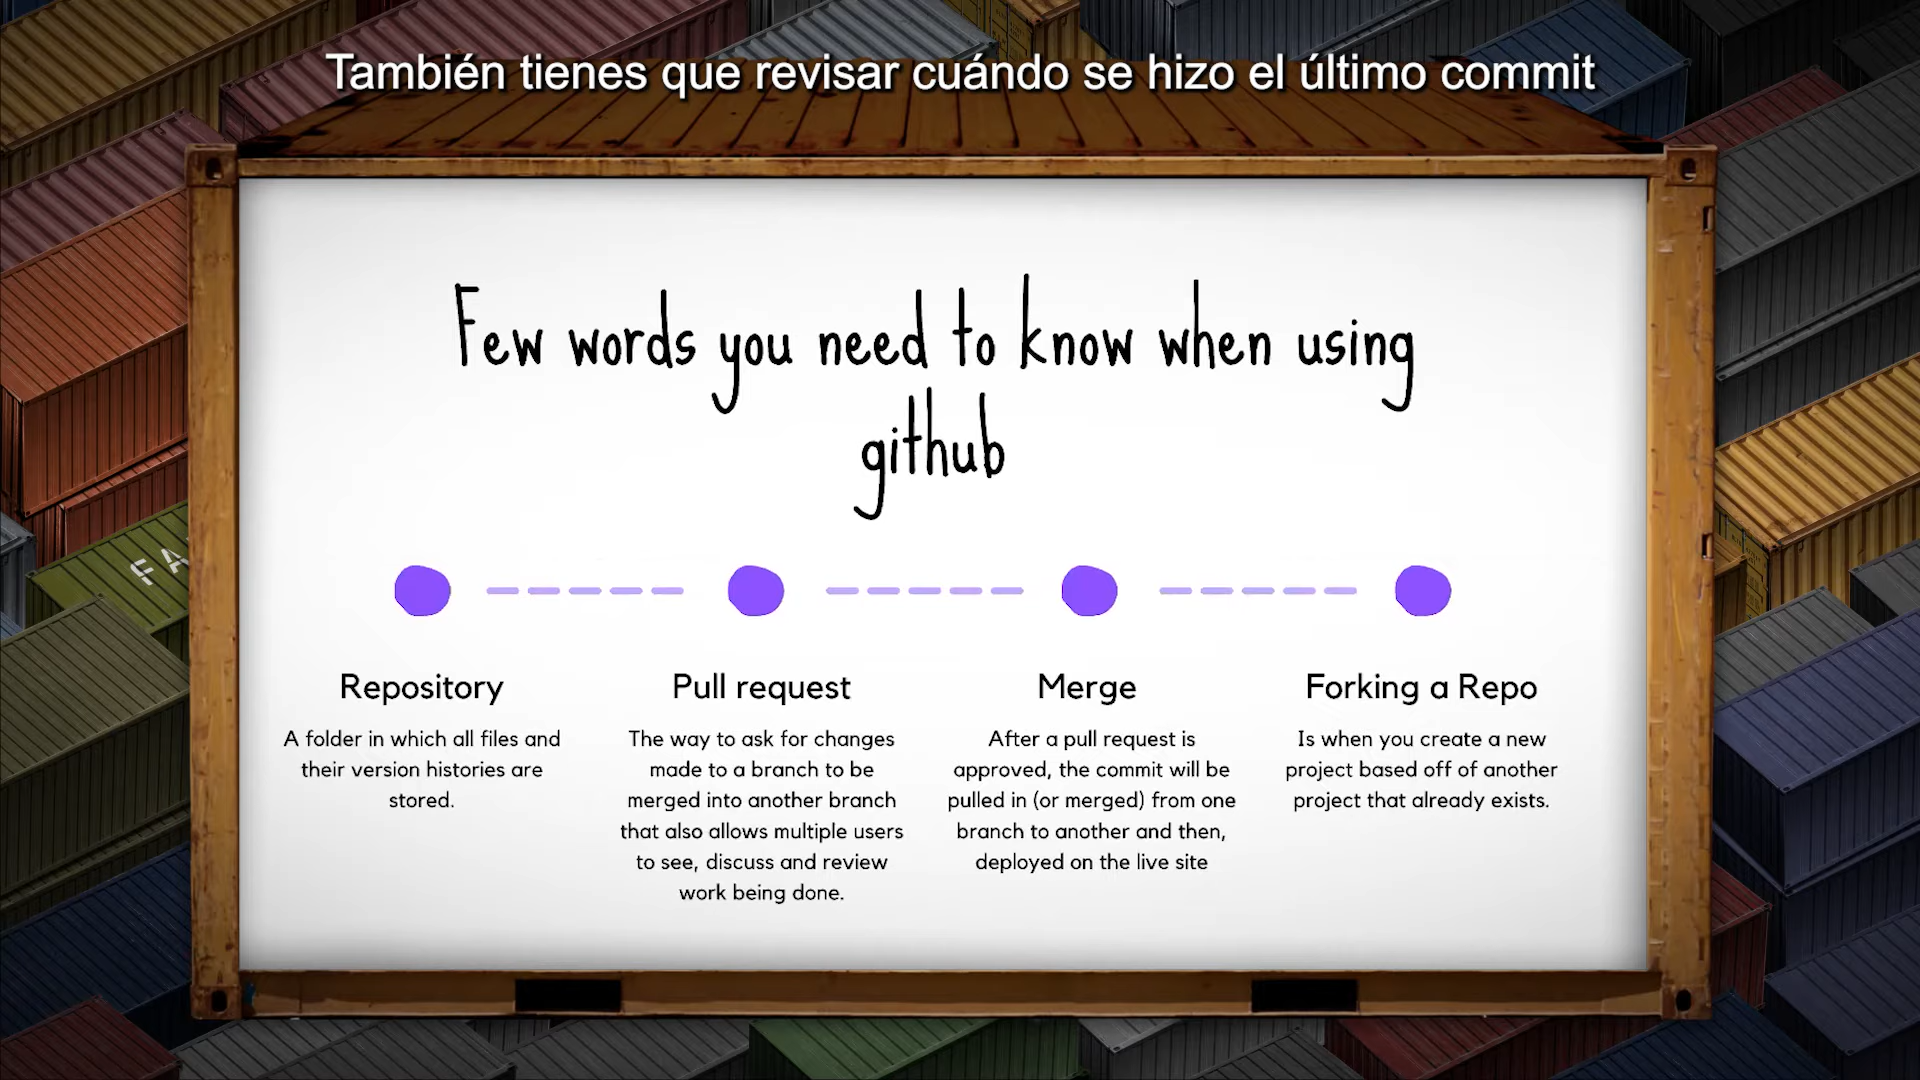 También tienes que revisar cuándo se hizo el último commit
Few words you need to know when using
github
Repository
A folder in which all files and
their version histories are
stored.
Pull request
The way to ask for changes
made to a branch to be
merged into another branch
that also allows multiple users
to see, discuss and review
work being done.
Merge
After a pull request is
approved, the commit will be
pulled in (or merged) from one
branch to another and then,
deployed on the live site
Forking a Repo
Is when you create a new
project based off of another
project that already exists.